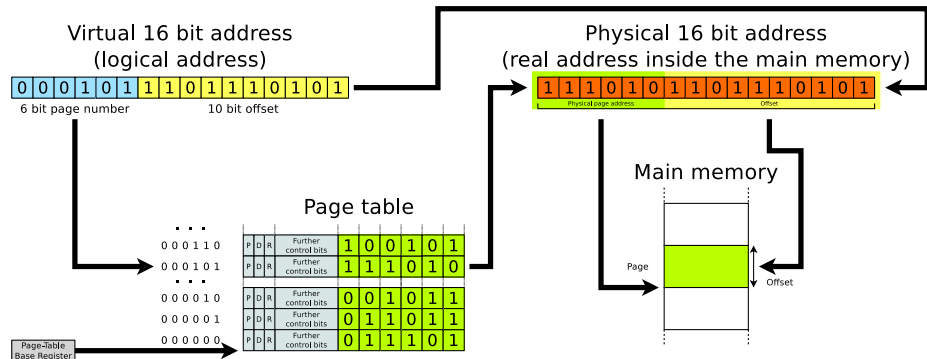 Virtual 16 bit address
(logical address)
0 0 0 1 0 1 1 1 0 1 1 1 0 1 0 1
6 bit page number 10 bit offset
Physical 16 bit address
(real address inside the main memory)
1 1 1 0 1 0 1 1 0 1 1 1 0 1 0 1
Physical page address Offset
Main memory
Page
Offset
Page table
. . .
0 0 0 1 1 0 P D R Further control bits 1 0 0 1 0 1
0 0 0 1 0 1 P D R Further control bits 1 1 1 0 1 0
. . .
0 0 0 0 1 0 P D R Further control bits 0 0 1 0 1 1
0 0 0 0 0 1 P D R Further control bits 0 1 1 0 1 1
0 0 0 0 0 0 P D R Further control bits 0 1 1 1 0 1
Page-Table
Base Register